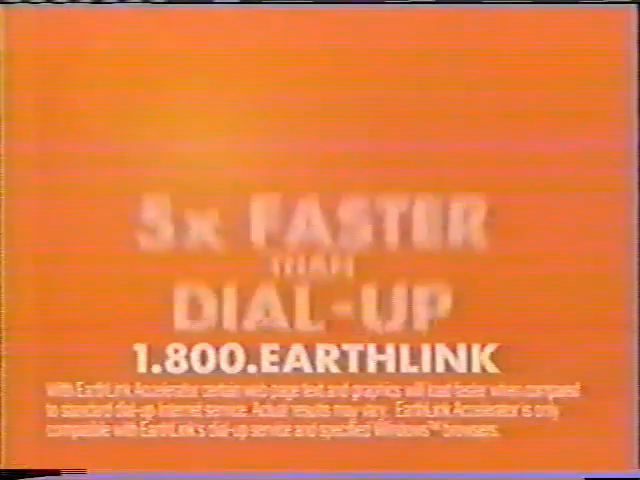 5x FASTER
THAN
DIAL-UP
1.800.EARTHLINK
With EarthLink Accelerator certain web page text and graphics will load faster when compared
to standard dial-up Internet service. Actual results may vary. EarthLink Accelerator is only
compatible with EarthLink's dial-up service and specified Windows™ browsers.